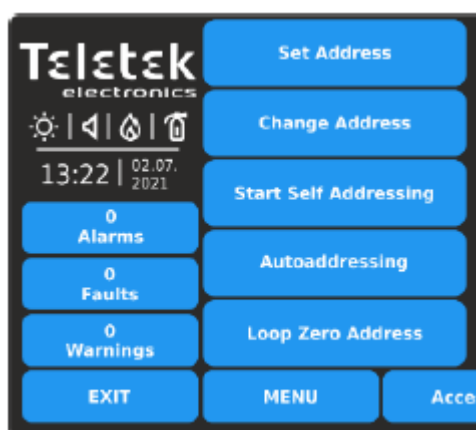 Teletek
electronics
13:22
02.07.
2021
0
Alarms
0
Faults
0
Warnings
EXIT
Set Address
Change Address
Start Self Addressing
Autoaddressing
Loop Zero Address
MENU